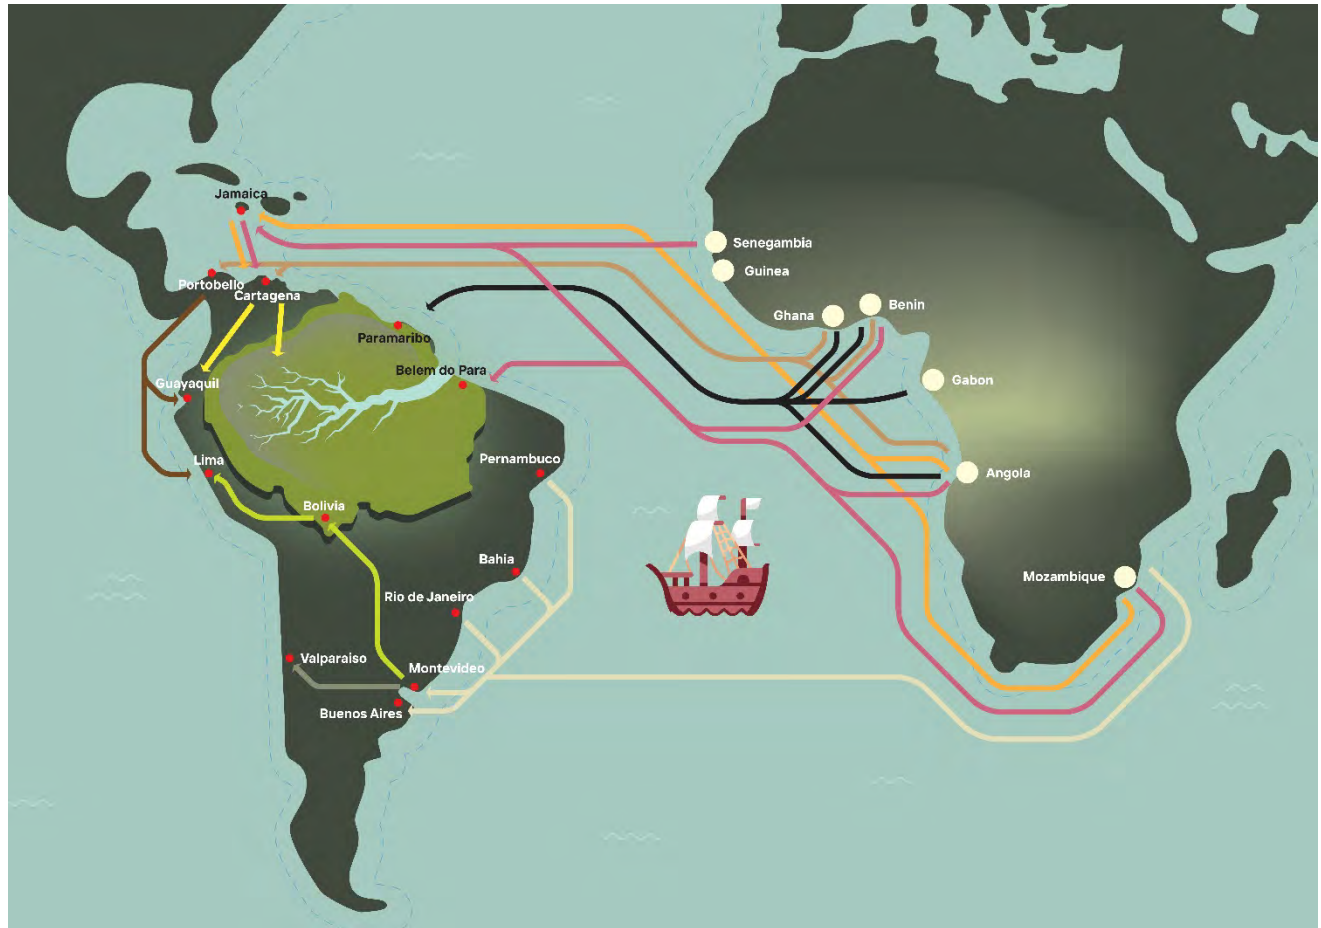 Jamaica
Senegambia
Guinea
Portobello
Cartagena
Benin
Ghana
Paramaribo
Belem do Para
Gabon
Guayaquil
Lima
Pernambuco
Angola
Bolivia
Bahia
Mozambique
Rio de Janeiro
Valparaiso
Montevideo
Buenos Aires